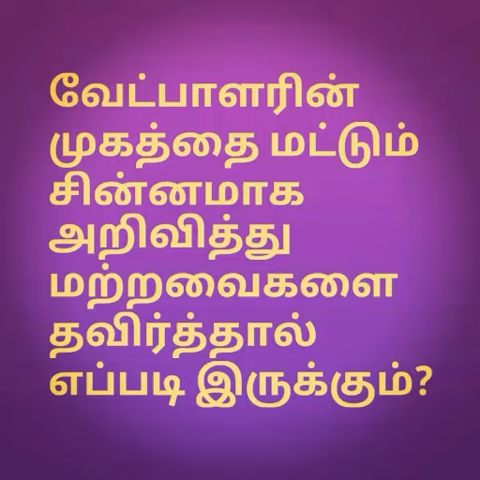 வேட்பாளரின்
முகத்தை மட்டும்
சின்னமாக
அறிவித்து
மற்றவைகளை
தவிர்த்தால்
எப்படி இருக்கும்?